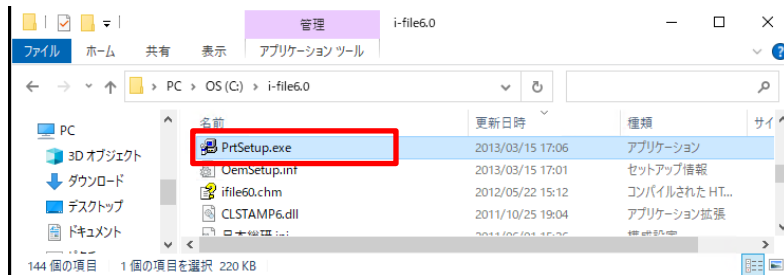 管理
i-file6.0
ファイル ホーム 共有 表示 アプリケーション ツール
PC > OS (C:) > i-file6.0
名前 更新日時 種類 サイ
PC
3D オブジェクト
ダウンロード
デスクトップ
ドキュメント
PrtSetup.exe 2013/03/15 17:06 アプリケーション
OemSetup.inf 2013/03/15 17:01 セットアップ情報
ifile60.chm 2012/05/22 15:12 コンパイルされた HT...
CLSTAMP6.dll 2011/10/25 19:04 アプリケーション拡張
144 個の項目 1 個の項目を選択 220 KB